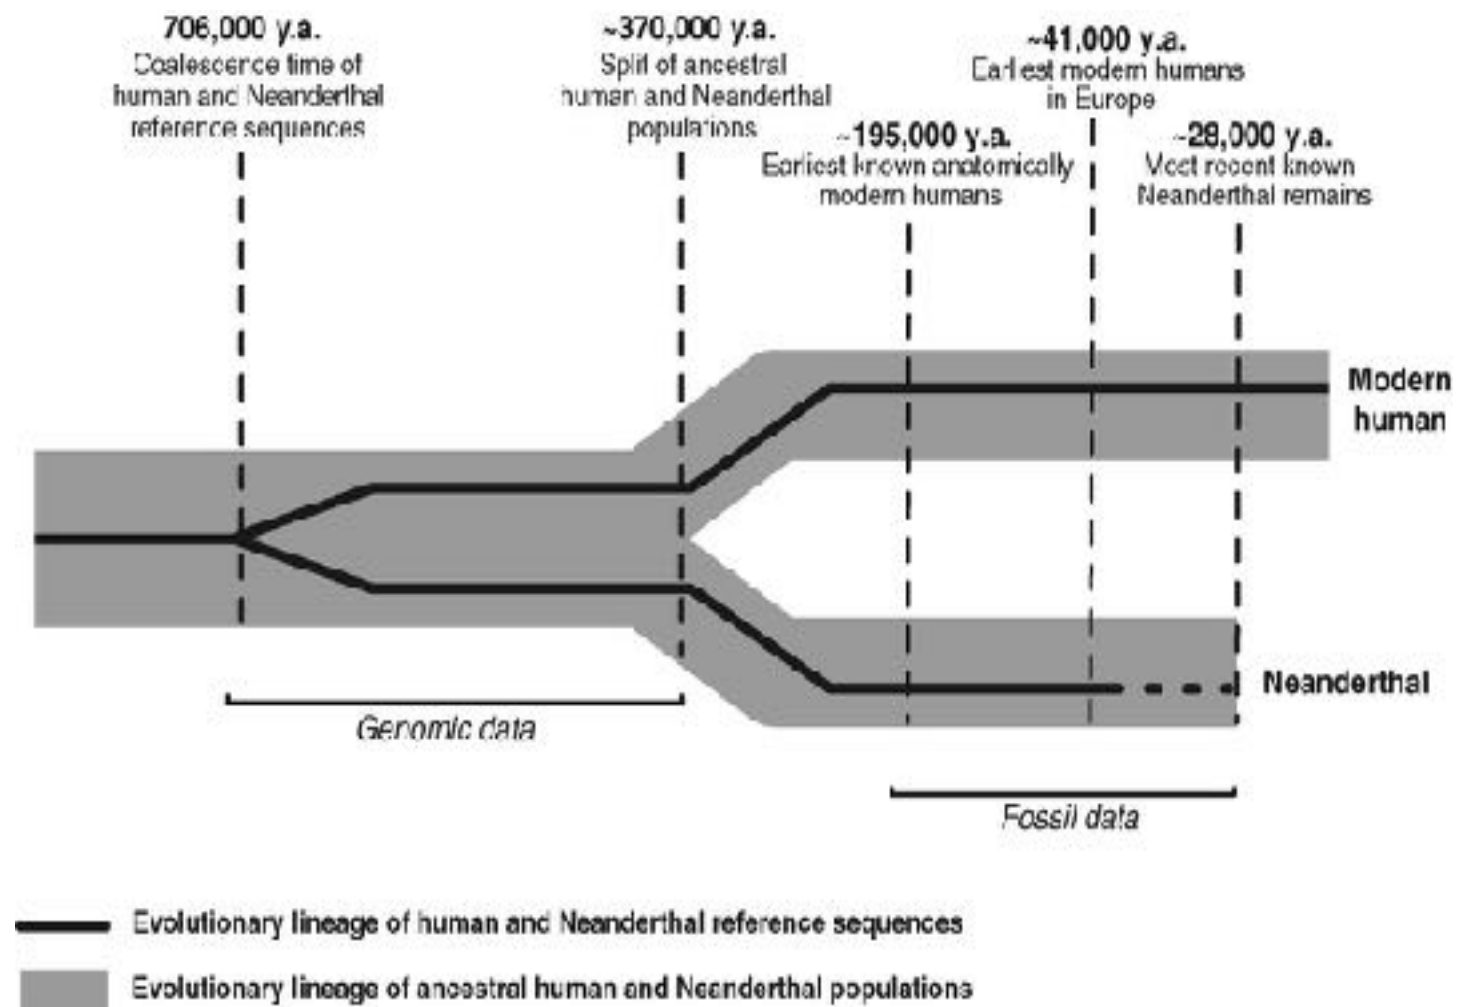 706,000 y.a.
Coalescence time of
human and Neanderthal
reference sequences
~370,000 y.a.
Split of ancestral
human and Neanderthal
populations
~41,000 y.a.
Earliest modern humans
in Europe
~195,000 y.a.
Earliest known anatomically
modern humans
~28,000 y.a.
Most recent known
Neanderthal remains
Modern
human
Neanderthal
Genomic data
Fossil data
Evolutionary lineage of human and Neanderthal reference sequences
Evolutionary lineage of ancestral human and Neanderthal populations